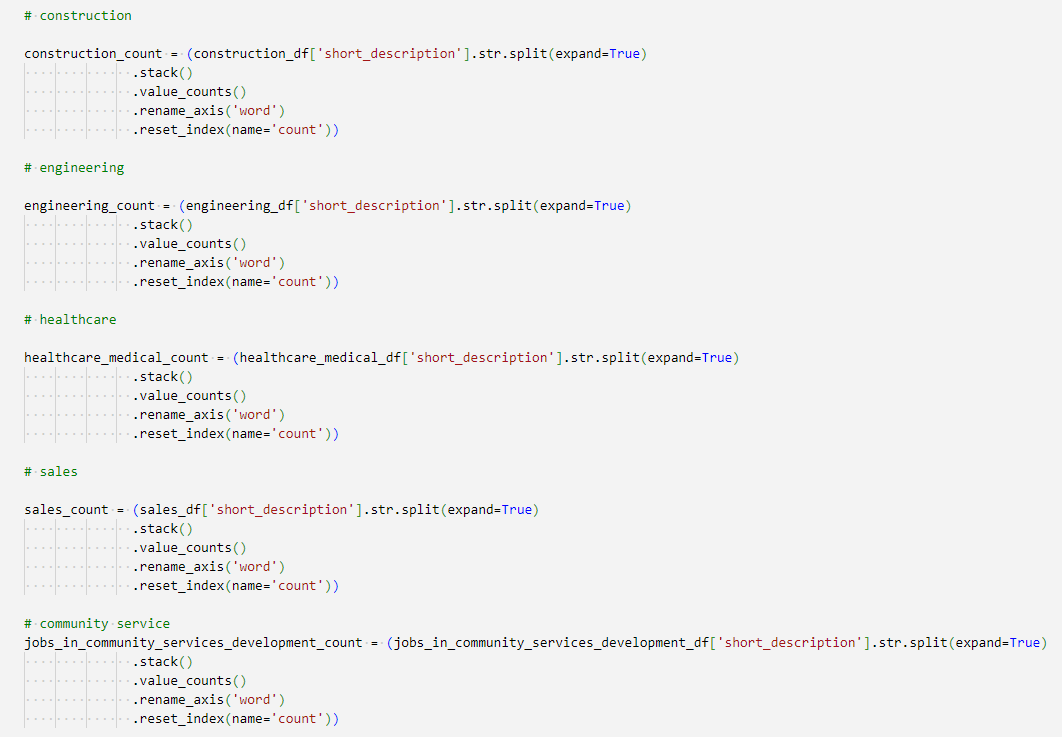 # construction
construction_count = (construction_df['short_description'].str.split(expand=True)
.stack()
.value_counts()
.rename_axis('word')
.reset_index(name='count'))
# engineering
engineering_count = (engineering_df['short_description'].str.split(expand=True)
.stack()
.value_counts()
.rename_axis('word')
.reset_index(name='count'))
# healthcare
healthcare_medical_count = (healthcare_medical_df['short_description'].str.split(expand=True)
.stack()
.value_counts()
.rename_axis('word')
.reset_index(name='count'))
# sales
sales_count = (sales_df['short_description'].str.split(expand=True)
.stack()
.value_counts()
.rename_axis('word')
.reset_index(name='count'))
# community service
jobs_in_community_services_development_count = (jobs_in_community_services_development_df['short_description'].str.split(expand=True)
.stack()
.value_counts()
.rename_axis('word')
.reset_index(name='count'))